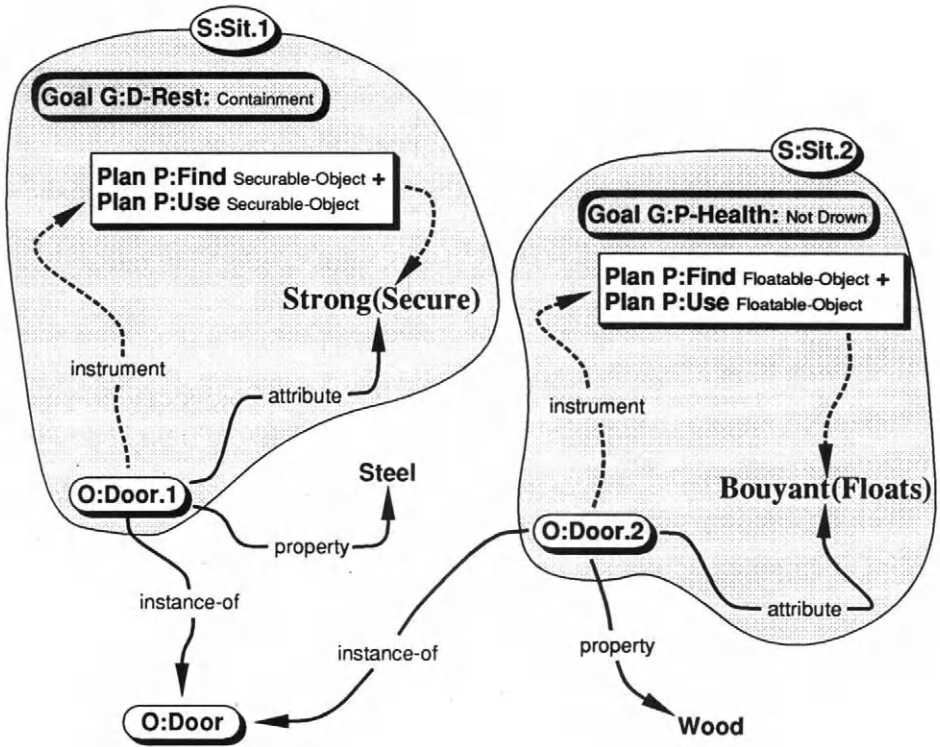 S:Sit.1
Goal G:D-Rest: Containment
Plan P:Find Securable-Object +
Plan P:Use Securable-Object
Strong(Secure)
instrument
attribute
O:Door.1
Steel
property
instance-of
O:Door
S:Sit.2
Goal G:P-Health: Not Drown
Plan P:Find Floatable-Object +
Plan P:Use Floatable-Object
instrument
Bouyant(Floats)
O:Door.2
attribute
instance-of
property
Wood